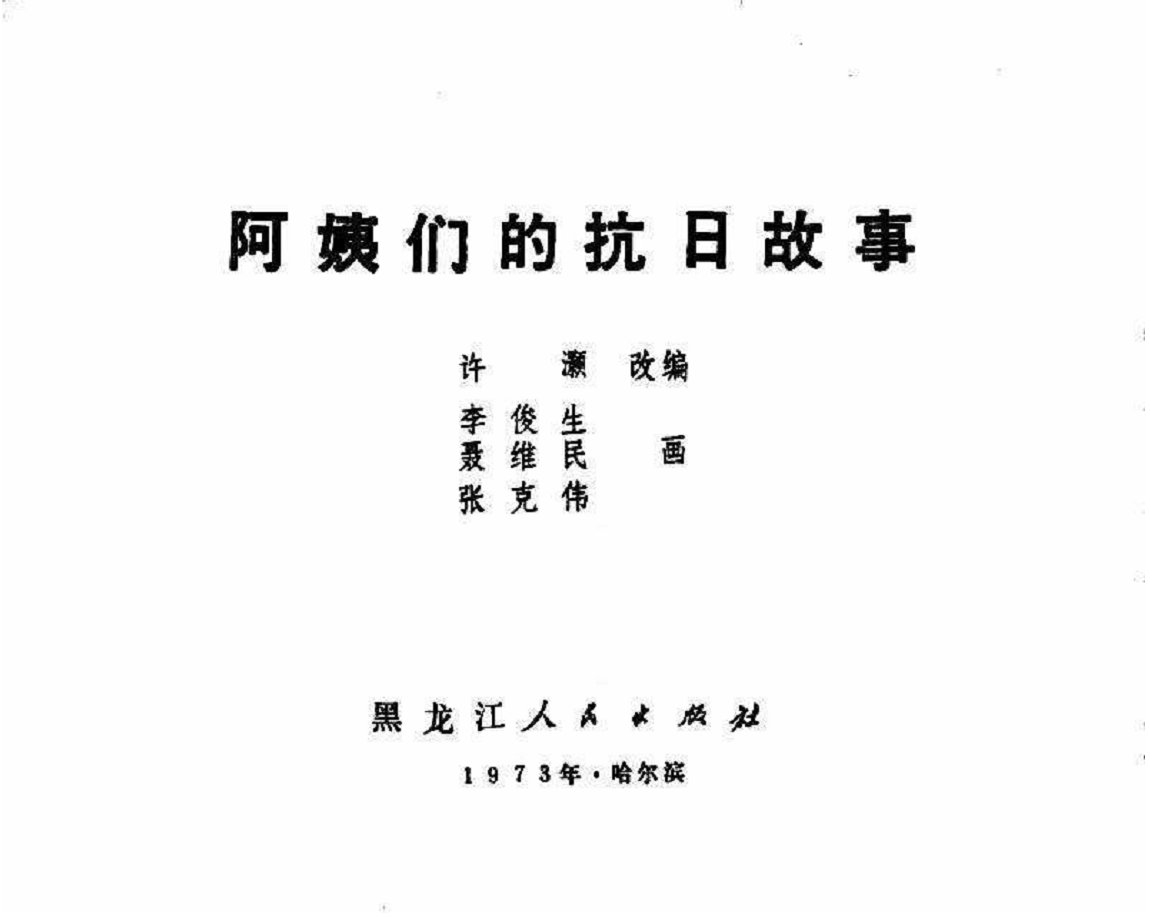 阿姨们的抗日故事
许灏 改编
李俊生
聂维民 画
张克伟
黑龙江人民出版社
1973年·哈尔滨